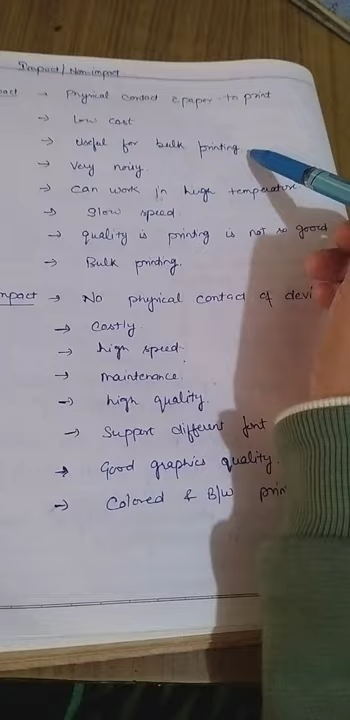 Impact / Non-impact
pact → Physical contact c paper to print
→ Low cost
→ Useful for bulk printing
→ Very noisy.
→ Can work in high temperature
→ Slow speed.
→ quality is printing is not so good
→ Bulk printing.
mpact → No physical contact of devi
→ Costly.
→ high speed.
→ maintenance.
→ high quality.
→ Support different font
→ Good graphics quality.
→ Colored & B/w prin